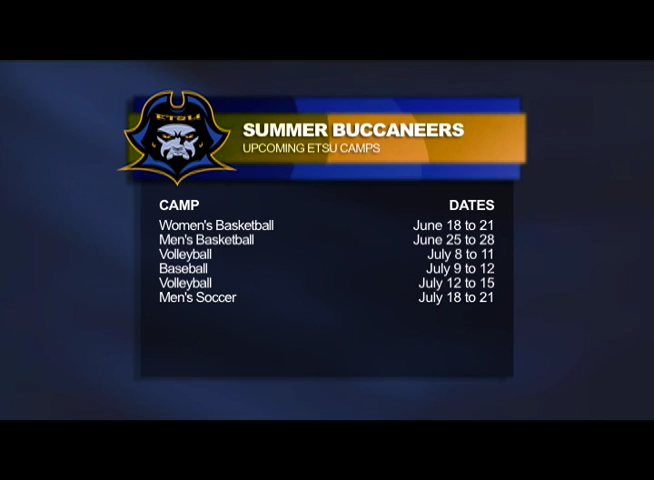 ETSU
SUMMER BUCCANEERS
UPCOMING ETSU CAMPS
CAMP DATES
Women's Basketball June 18 to 21
Men's Basketball June 25 to 28
Volleyball July 8 to 11
Baseball July 9 to 12
Volleyball July 12 to 15
Men's Soccer July 18 to 21